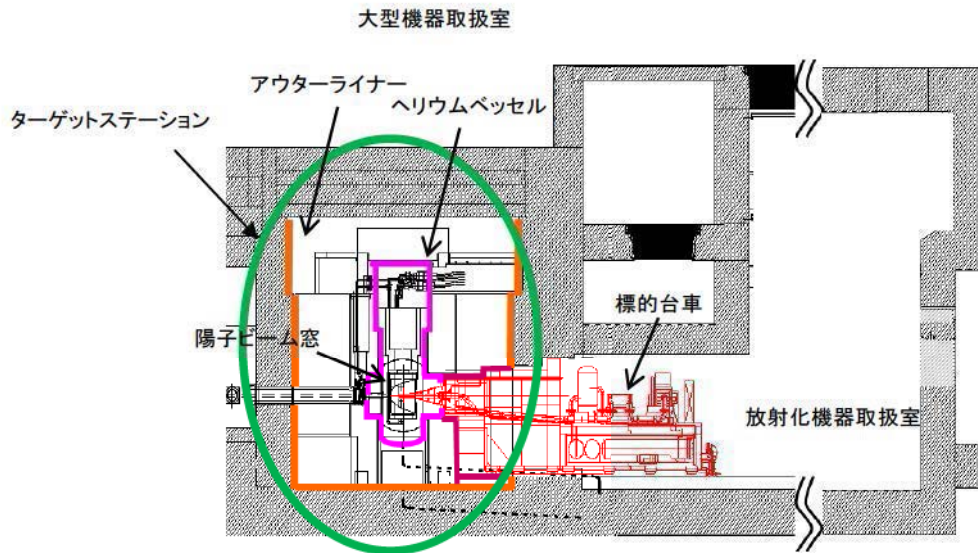 大型機器取扱室
アウターライナー
ヘリウムベッセル
ターゲットステーション
標的台車
陽子ビーム窓
放射化機器取扱室